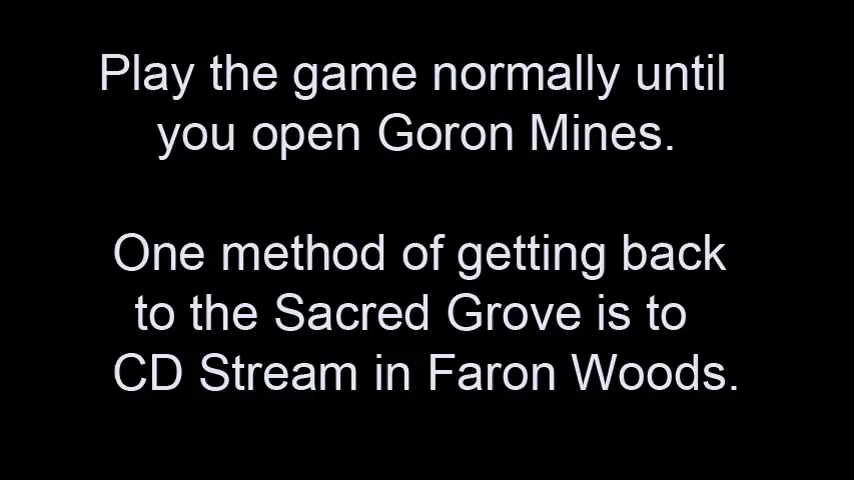 Play the game normally until
you open Goron Mines.
One method of getting back
to the Sacred Grove is to
CD Stream in Faron Woods.